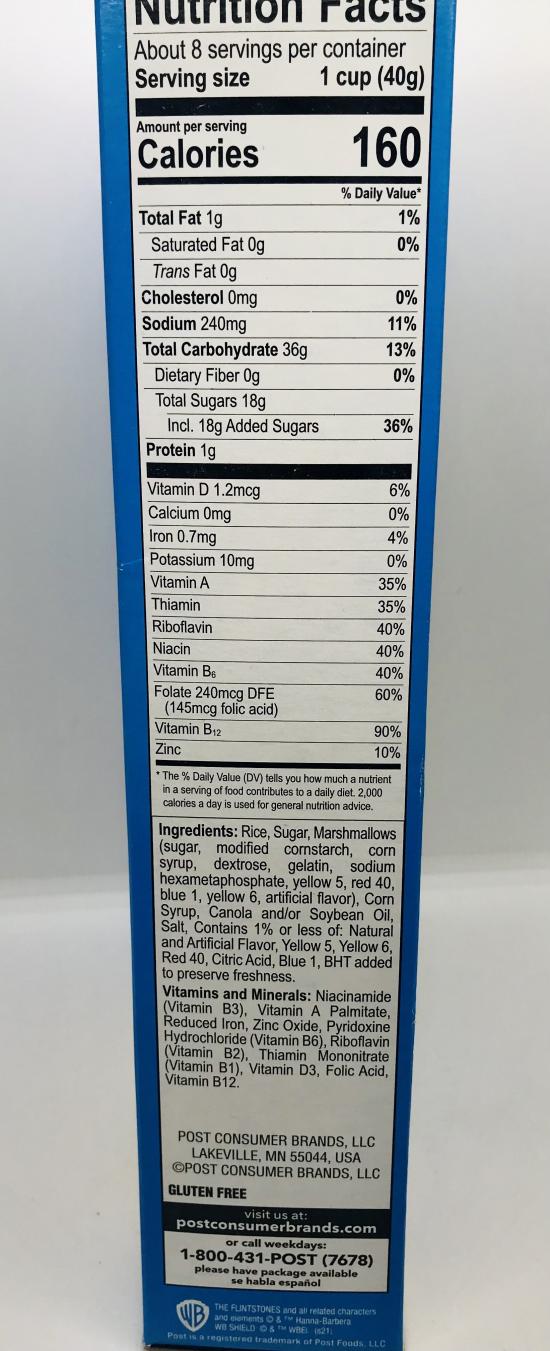 Nutrition Facts
About 8 servings per container
Serving size 1 cup (40g)
Amount per serving
Calories 160
% Daily Value*
Total Fat 1g 1%
Saturated Fat 0g 0%
Trans Fat 0g
Cholesterol 0mg 0%
Sodium 240mg 11%
Total Carbohydrate 36g 13%
Dietary Fiber 0g 0%
Total Sugars 18g
Incl. 18g Added Sugars 36%
Protein 1g
Vitamin D 1.2mcg 6%
Calcium 0mg 0%
Iron 0.7mg 4%
Potassium 10mg 0%
Vitamin A 35%
Thiamin 35%
Riboflavin 40%
Niacin 40%
Vitamin B₆ 40%
Folate 240mcg DFE 60%
(145mcg folic acid)
Vitamin B₁₂ 90%
Zinc 10%
* The % Daily Value (DV) tells you how much a nutrient
in a serving of food contributes to a daily diet. 2,000
calories a day is used for general nutrition advice.
Ingredients: Rice, Sugar, Marshmallows
(sugar, modified cornstarch, corn
syrup, dextrose, gelatin, sodium
hexametaphosphate, yellow 5, red 40,
blue 1, yellow 6, artificial flavor), Corn
Syrup, Canola and/or Soybean Oil,
Salt, Contains 1% or less of: Natural
and Artificial Flavor, Yellow 5, Yellow 6,
Red 40, Citric Acid, Blue 1, BHT added
to preserve freshness.
Vitamins and Minerals: Niacinamide
(Vitamin B3), Vitamin A Palmitate,
Reduced Iron, Zinc Oxide, Pyridoxine
Hydrochloride (Vitamin B6), Riboflavin
(Vitamin B2), Thiamin Mononitrate
(Vitamin B1), Vitamin D3, Folic Acid,
Vitamin B12.
POST CONSUMER BRANDS, LLC
LAKEVILLE, MN 55044, USA
©POST CONSUMER BRANDS, LLC
GLUTEN FREE
visit us at:
postconsumerbrands.com
or call weekdays:
1-800-431-POST (7678)
please have package available
se habla español
WB
THE FLINTSTONES and all related characters
and elements © & ™ Hanna-Barbera
WB SHIELD © & ™ WBEI. (s21)
Post is a registered trademark of Post Foods, LLC